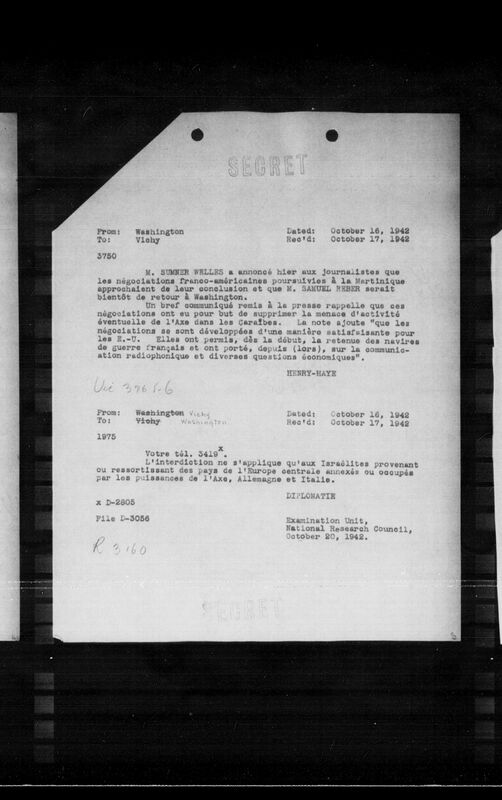 SECRET
From: Washington Dated: October 16, 1942
To: Vichy Rec'd: October 17, 1942
3750
M. SUMNER WELLES a annoncé hier aux journalistes que
les négociations franco-américaines poursuivies à la Martinique
approchaient de leur conclusion et que M. SAMUEL REBER serait
bientôt de retour à Washington.
Un bref communiqué remis à la presse rappelle que ces
négociations ont eu pour but de supprimer la menace d'activité
éventuelle de l'Axe dans les Caraïbes. La note ajoute "que les
négociations se sont développées d'une manière satisfaisante pour
les E.-U. Elles ont permis, dès la début, la retenue des navires
de guerre français et ont porté, depuis (lors), sur la communic-
ation radiophonique et diverses questions économiques".
HENRY-HAYE
From: Washington Vichy Dated: October 16, 1942
To: Vichy Washington Rec'd: October 17, 1942
1975
Votre tél. 3419 x.
L'interdiction ne s'applique qu'aux Israélites provenant
ou ressortissant des pays de l'Europe centrale annexés ou occupés
par les puissances de l'Axe, Allemagne et Italie.
DIPLOMATIE
x D-2805
File D-3056 Examination Unit,
National Research Council,
October 20, 1942.
R 3160
SECRET